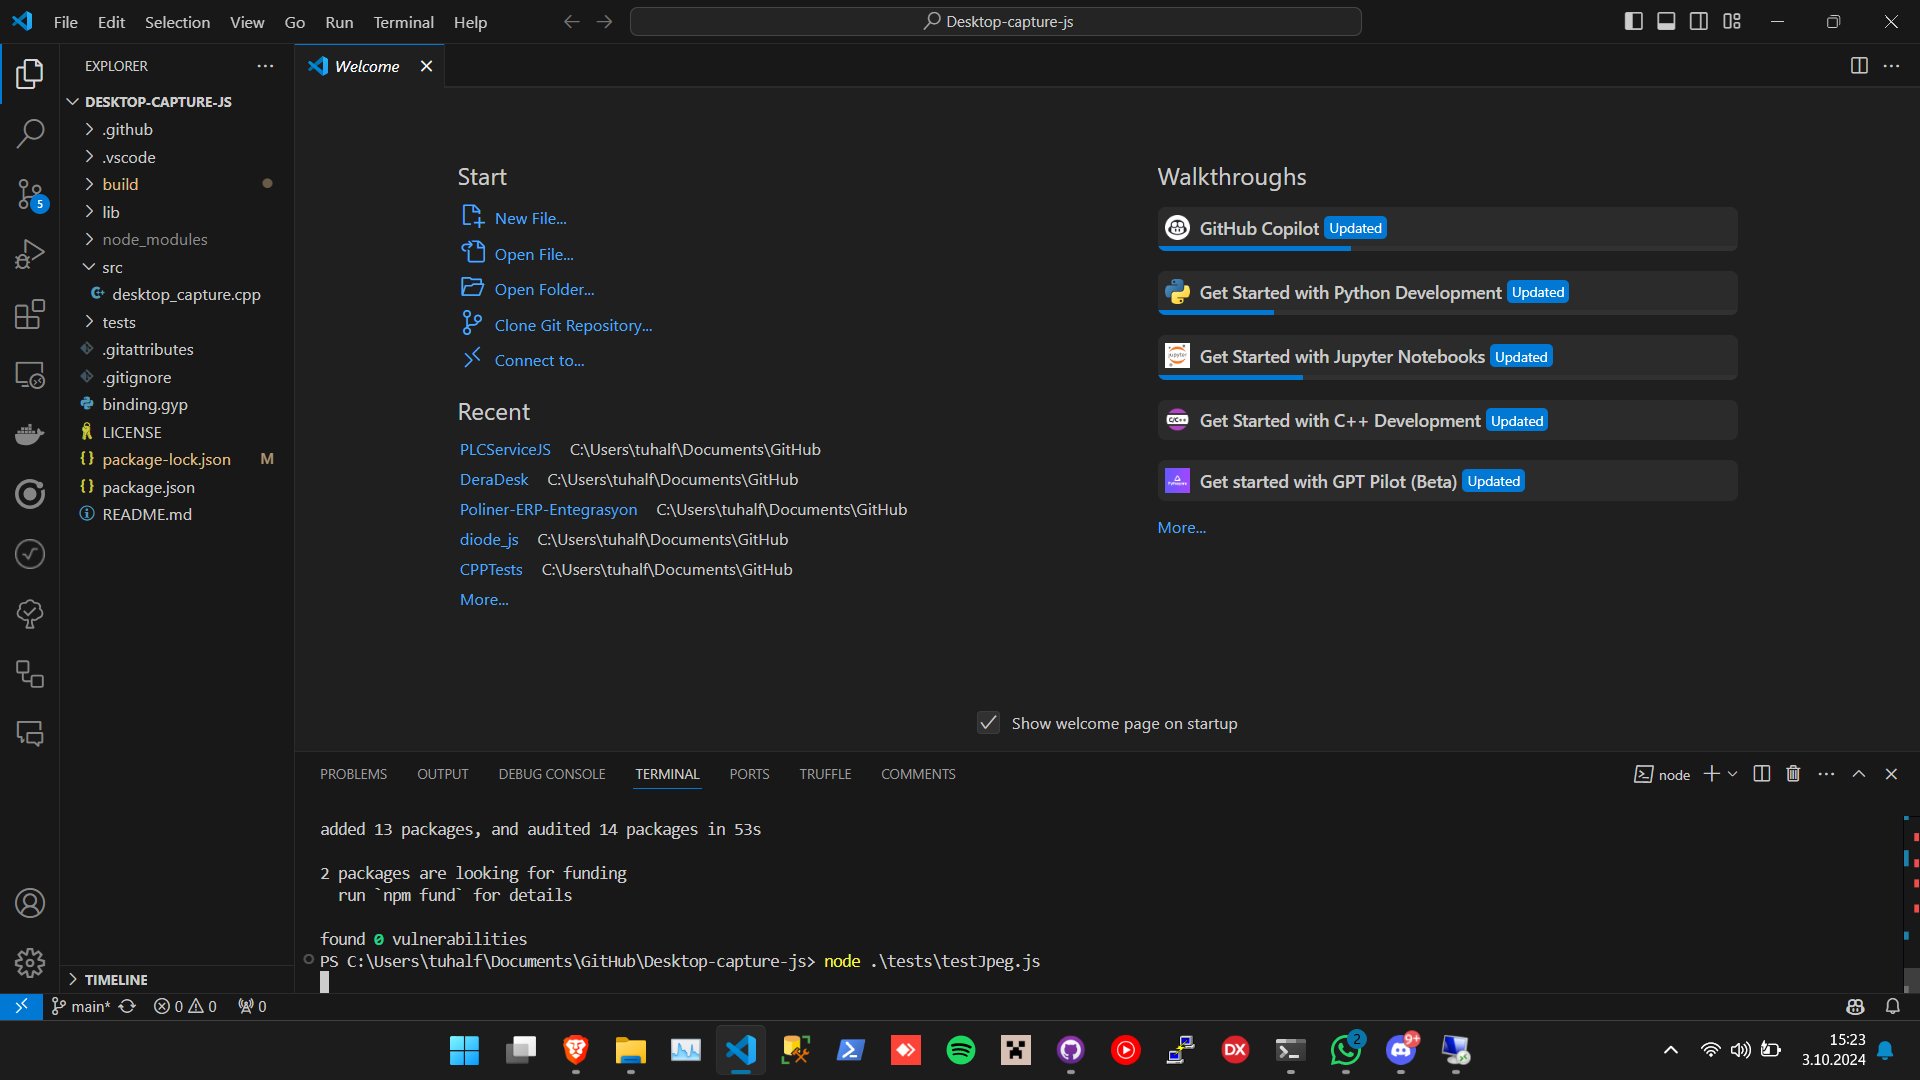 File Edit Selection View Go Run Terminal Help
Desktop-capture-js
EXPLORER
DESKTOP-CAPTURE-JS
.github
.vscode
build
lib
node_modules
src
desktop_capture.cpp
tests
.gitattributes
.gitignore
binding.gyp
LICENSE
package-lock.json M
package.json
README.md
TIMELINE
5
Welcome
Start
New File...
Open File...
Open Folder...
Clone Git Repository...
Connect to...
Recent
PLCServiceJS C:\Users\tuhalf\Documents\GitHub
DeraDesk C:\Users\tuhalf\Documents\GitHub
Poliner-ERP-Entegrasyon C:\Users\tuhalf\Documents\GitHub
diode_js C:\Users\tuhalf\Documents\GitHub
CPPTests C:\Users\tuhalf\Documents\GitHub
More...
Walkthroughs
GitHub Copilot Updated
Get Started with Python Development Updated
Get Started with Jupyter Notebooks Updated
Get Started with C++ Development Updated
Get started with GPT Pilot (Beta) Updated
More...
Show welcome page on startup
PROBLEMS OUTPUT DEBUG CONSOLE TERMINAL PORTS TRUFFLE COMMENTS
node
added 13 packages, and audited 14 packages in 53s
2 packages are looking for funding
run `npm fund` for details
found 0 vulnerabilities
PS C:\Users\tuhalf\Documents\GitHub\Desktop-capture-js> node .\tests\testJpeg.js
main* 0 0 0
DX
2
9+
15:23
3.10.2024